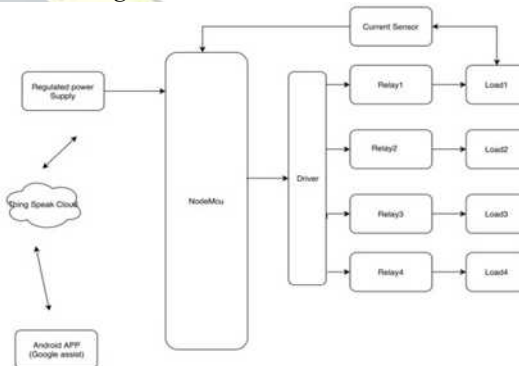 Current Sensor
Regulated power
Supply
Relay1
Load1
Relay2
Load2
Driver
Thing Speak Cloud
NodeMcu
Relay3
Load3
Relay4
Load4
Android APP
(Google assist)